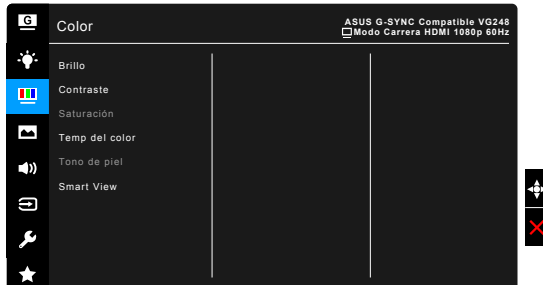 G
Color
ASUS G-SYNC Compatible VG248
Modo Carrera HDMI 1080p 60Hz
Brillo
Contraste
Saturación
Temp del color
Tono de piel
Smart View